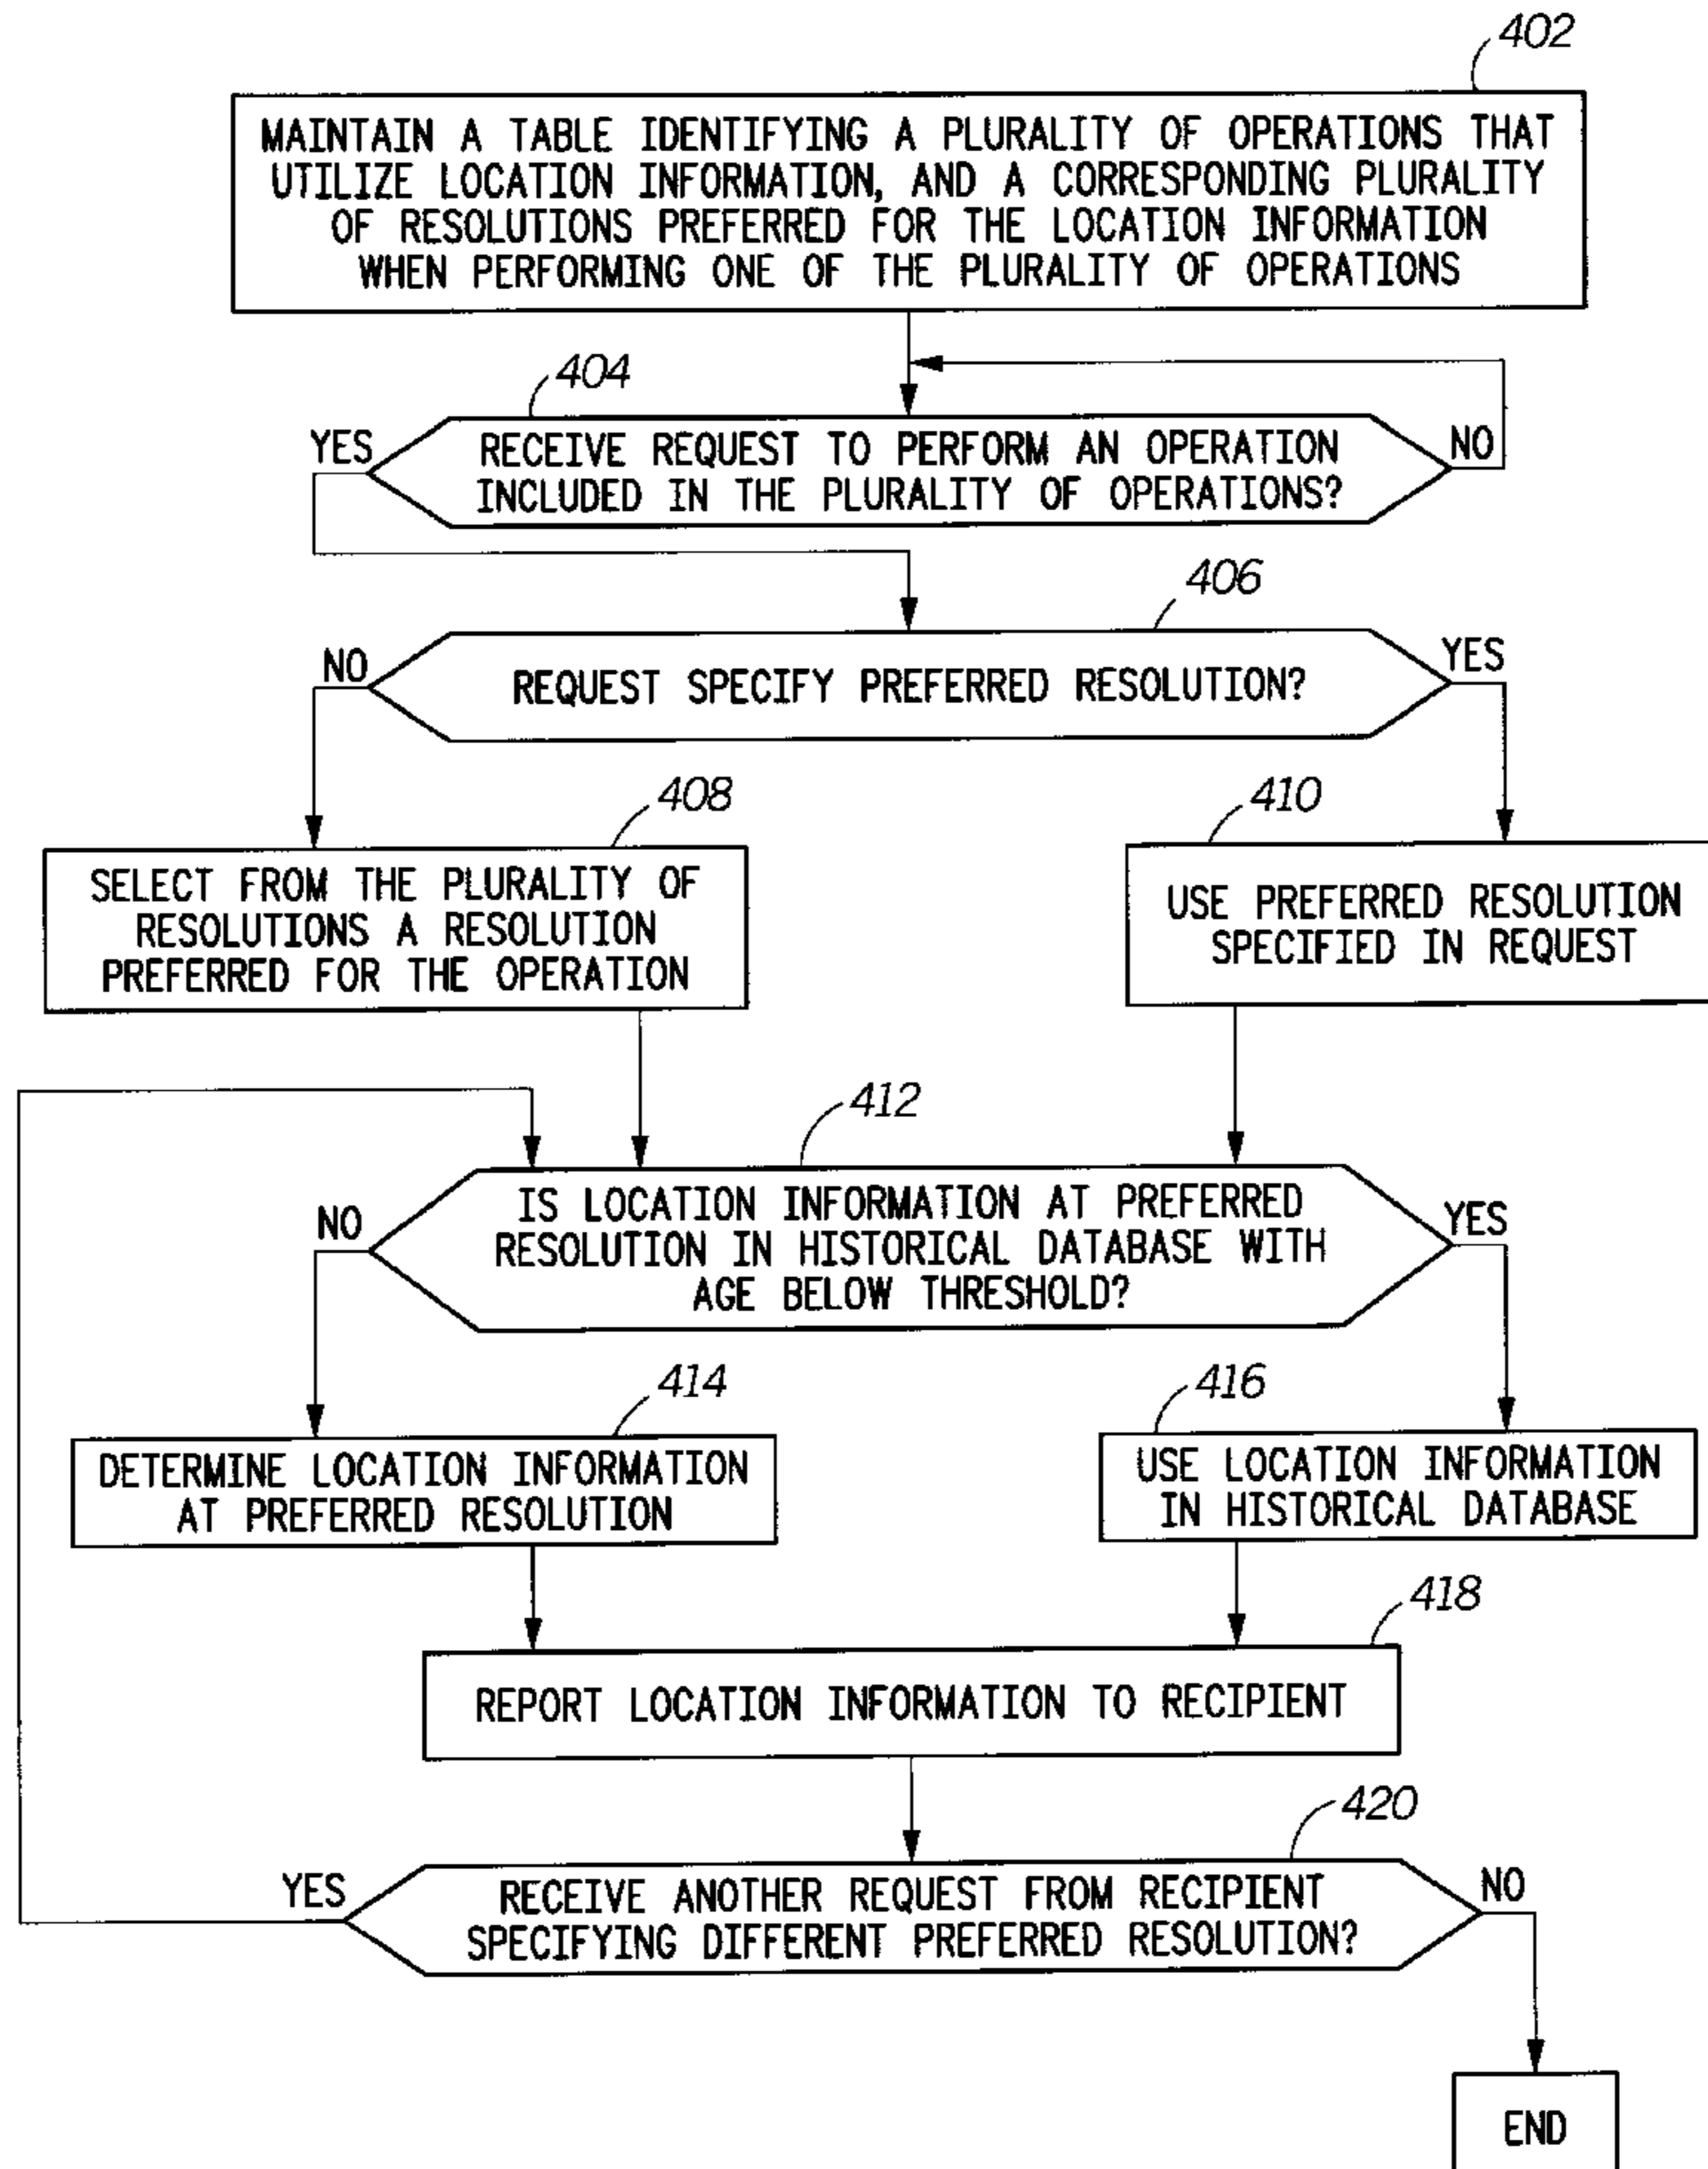 402
MAINTAIN A TABLE IDENTIFYING A PLURALITY OF OPERATIONS THAT
UTILIZE LOCATION INFORMATION, AND A CORRESPONDING PLURALITY
OF RESOLUTIONS PREFERRED FOR THE LOCATION INFORMATION
WHEN PERFORMING ONE OF THE PLURALITY OF OPERATIONS
404
YES
RECEIVE REQUEST TO PERFORM AN OPERATION
INCLUDED IN THE PLURALITY OF OPERATIONS?
NO
406
NO
REQUEST SPECIFY PREFERRED RESOLUTION?
YES
408
SELECT FROM THE PLURALITY OF
RESOLUTIONS A RESOLUTION
PREFERRED FOR THE OPERATION
410
USE PREFERRED RESOLUTION
SPECIFIED IN REQUEST
412
NO
IS LOCATION INFORMATION AT PREFERRED
RESOLUTION IN HISTORICAL DATABASE WITH
AGE BELOW THRESHOLD?
YES
414
DETERMINE LOCATION INFORMATION
AT PREFERRED RESOLUTION
416
USE LOCATION INFORMATION
IN HISTORICAL DATABASE
418
REPORT LOCATION INFORMATION TO RECIPIENT
420
YES
RECEIVE ANOTHER REQUEST FROM RECIPIENT
SPECIFYING DIFFERENT PREFERRED RESOLUTION?
NO
END